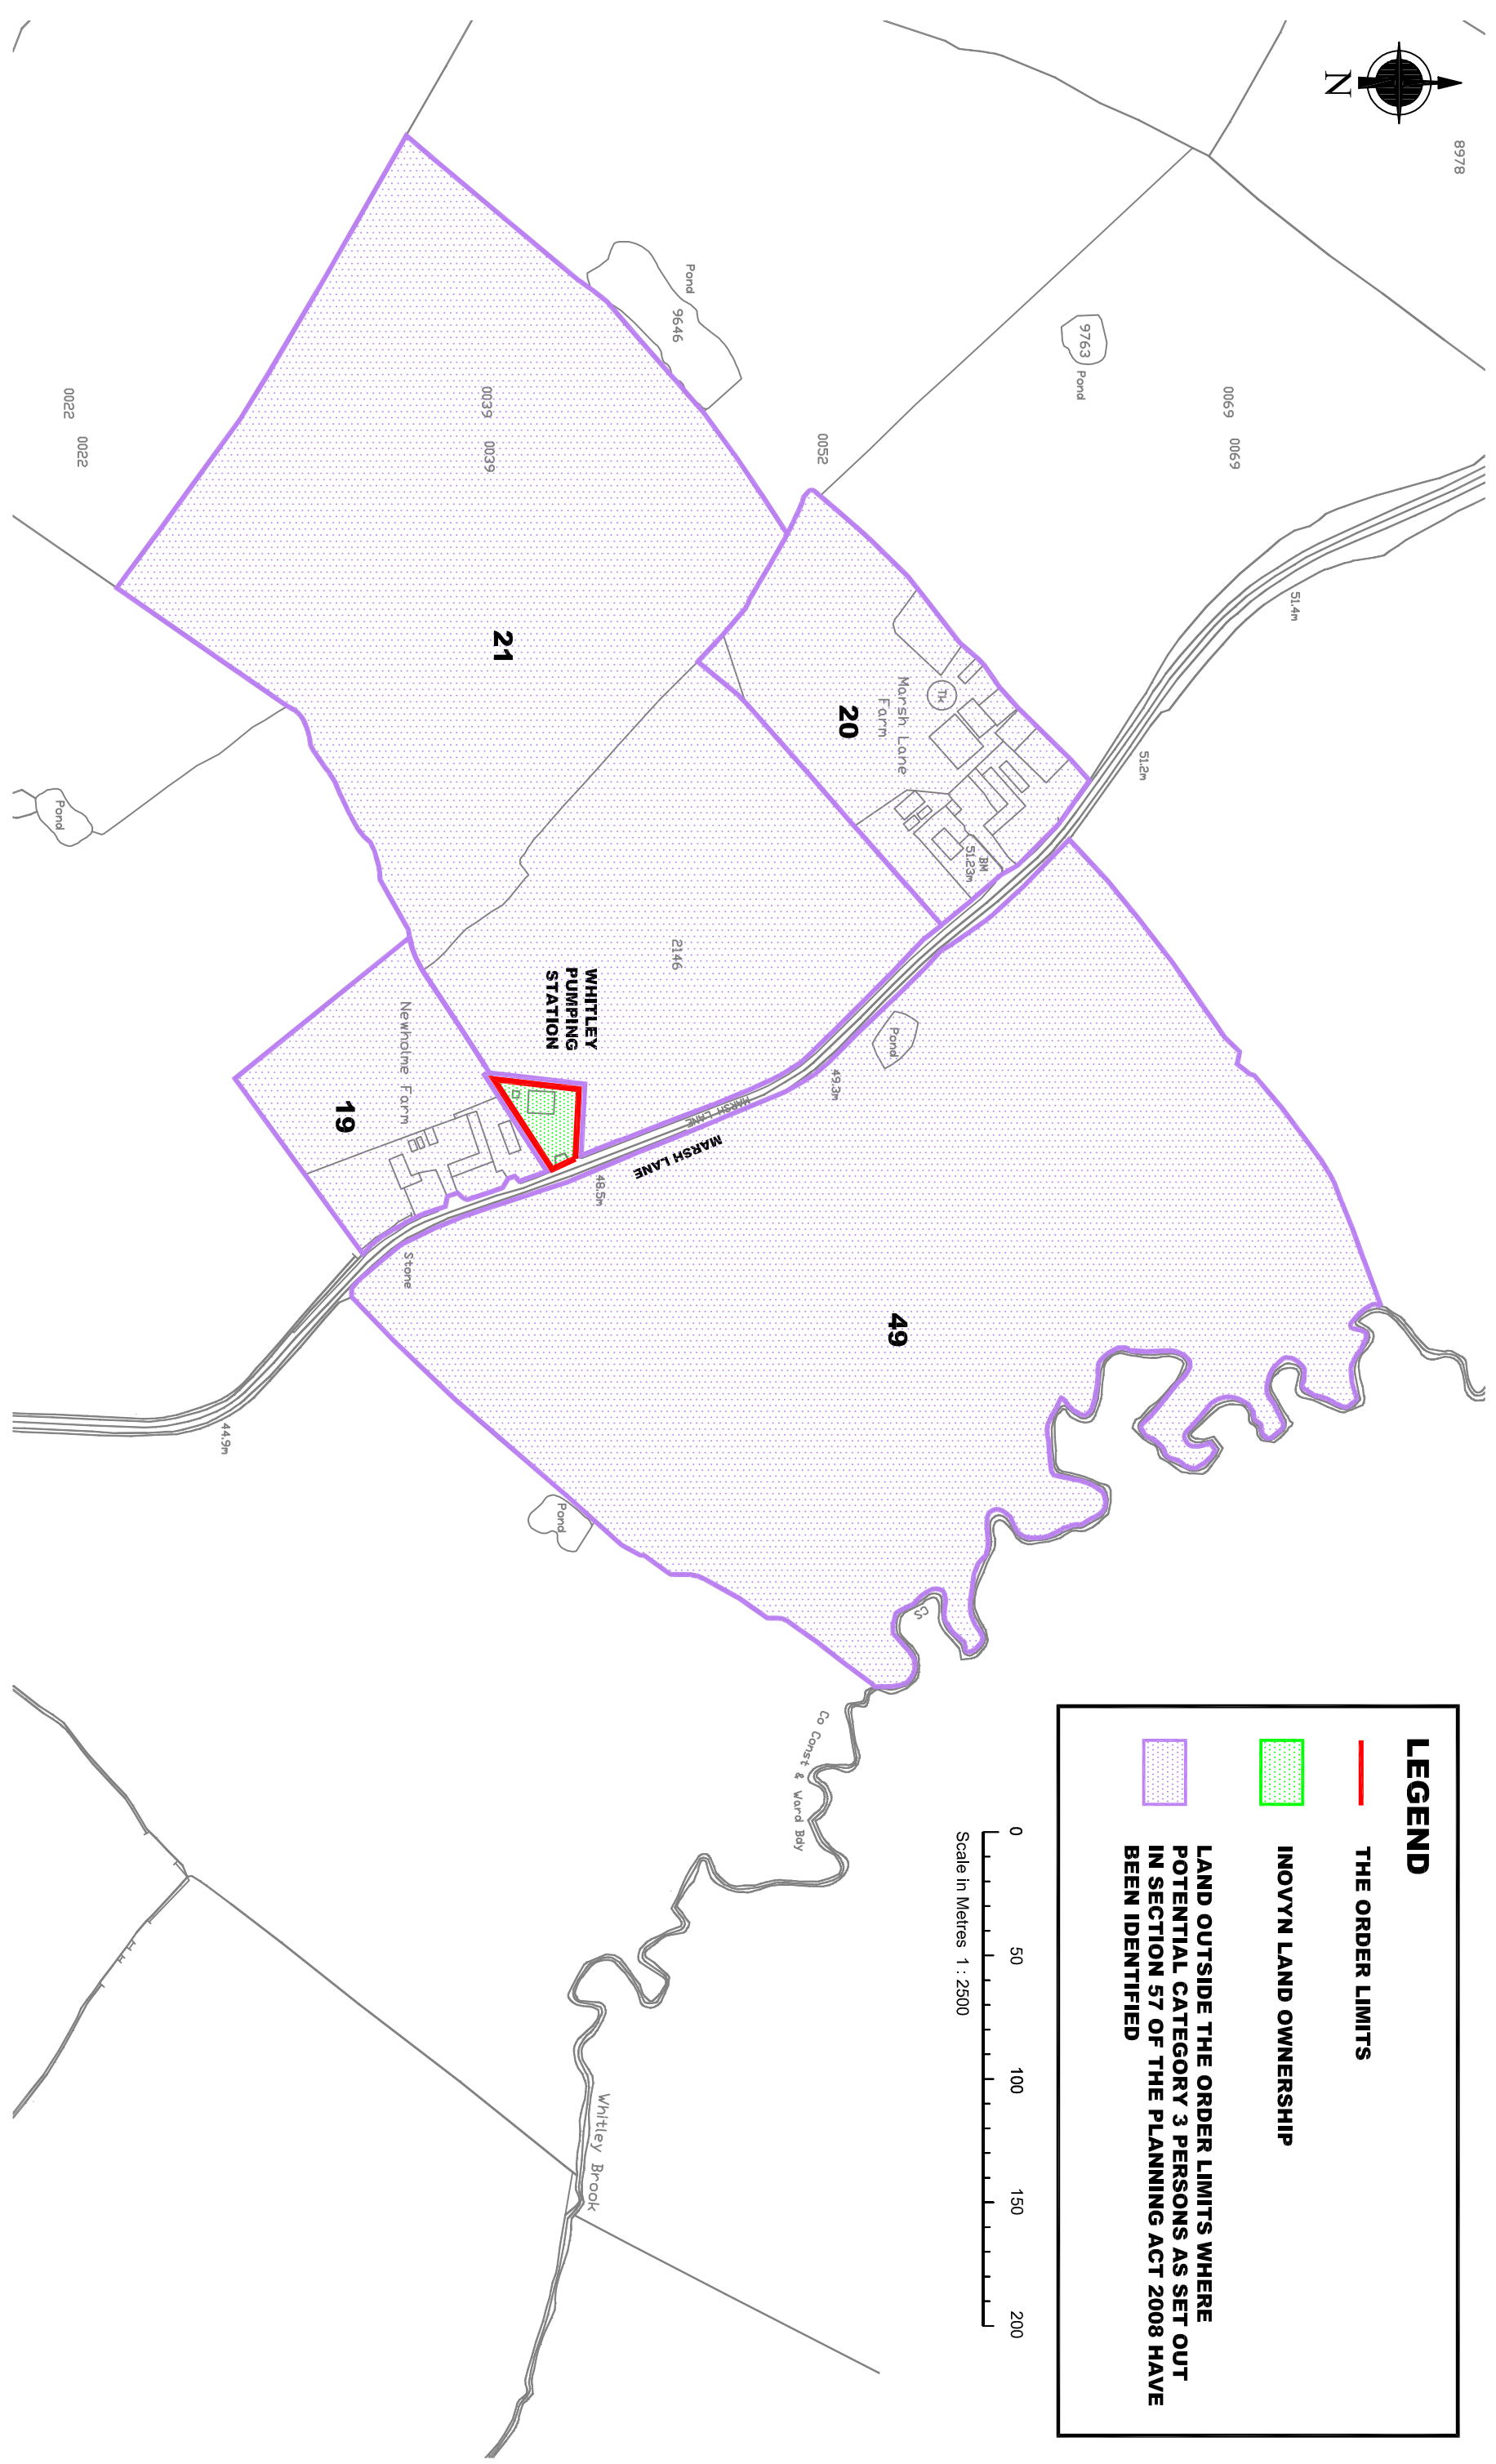 N
8978
Pond
9646
9763
Pond
0069
0069
0052
0039
0039
0022
0022
51.4m
51.2m
21
20
Marsh Lane
Farm
Tk
BM
51.23m
2146
Pond
WHITLEY
PUMPING
STATION
Newholme Farm
19
Pond
49.3m
MARSH LANE
MARSH LANE
48.5m
Stone
49
44.9m
Pond
CS
Co Const & Ward Bdy
Whitley Brook
LEGEND
THE ORDER LIMITS
INOVYN LAND OWNERSHIP
LAND OUTSIDE THE ORDER LIMITS WHERE
POTENTIAL CATEGORY 3 PERSONS AS SET OUT
IN SECTION 57 OF THE PLANNING ACT 2008 HAVE
BEEN IDENTIFIED
0 50 100 150 200
Scale in Metres 1 : 2500